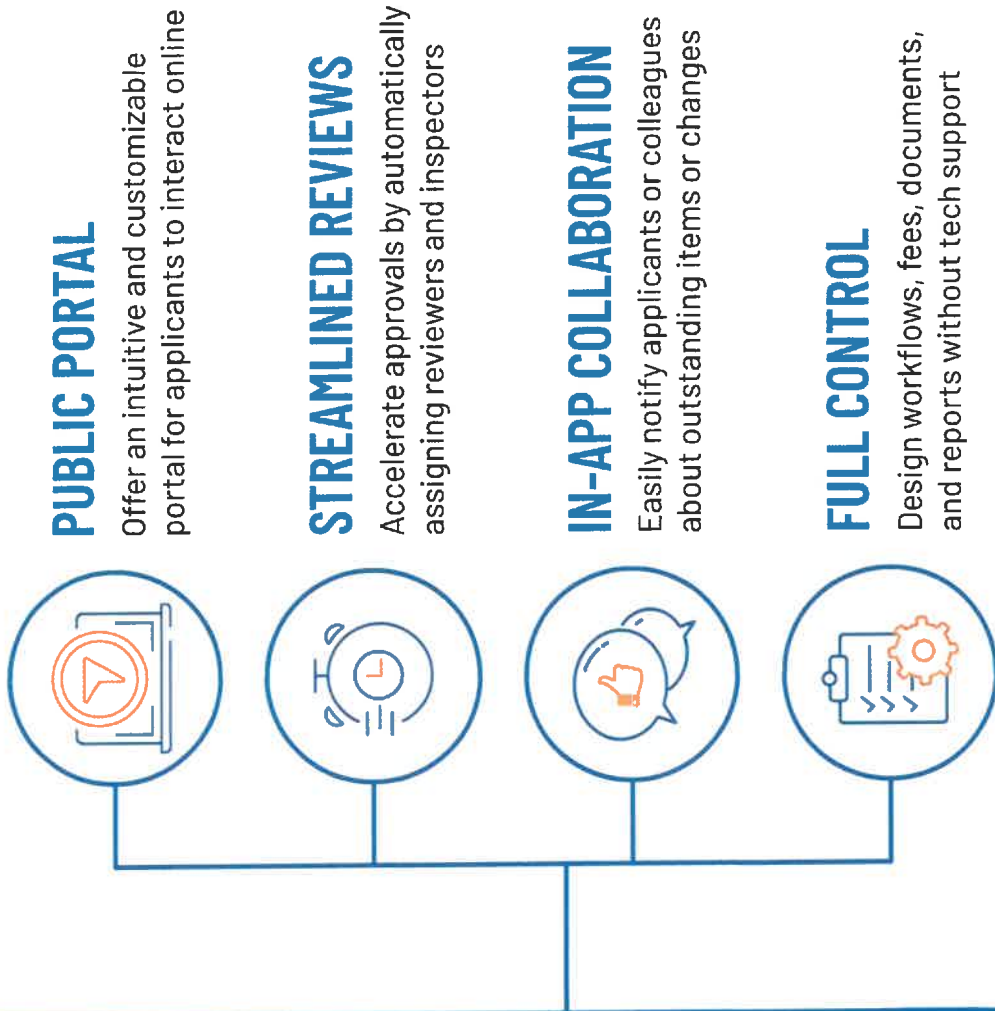 PUBLIC PORTAL
Offer an intuitive and customizable
portal for applicants to interact online
STREAMLINED REVIEWS
Accelerate approvals by automatically
assigning reviewers and inspectors
IN-APP COLLABORATION
Easily notify applicants or colleagues
about outstanding items or changes
FULL CONTROL
Design workflows, fees, documents,
and reports without tech support